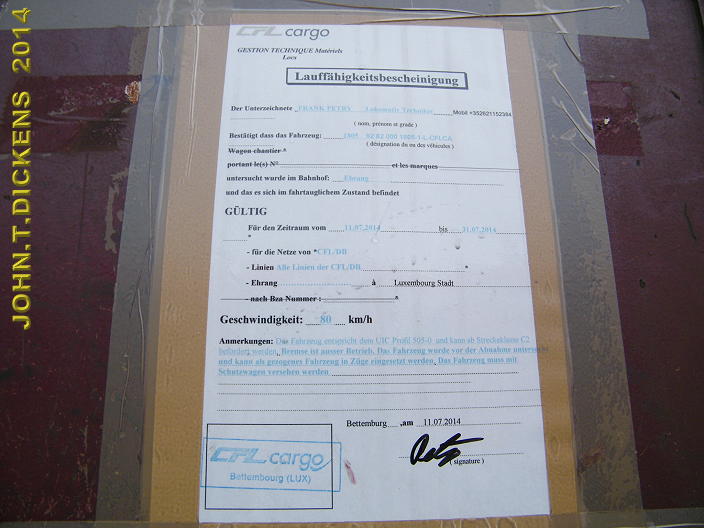 JOHN,T.DICKENS 2014
CFL cargo
GESTION TECHNIQUE Matériels
Locs
Lauffähigkeitsbescheinigung
Der Unterzeichnete FRANK PETRY Lokomotiv Techniker Mobil +352621152384
( nom, prénom et grade )
Bestätigt dass das Fahrzeug: 1805 92 82 000 1805-1-L-CFLCA
( désignation du ou des véhicules )
Wagon chantier *
portant le(s) N° et les marques
untersucht wurde im Bahnhof: Ehrang
und das es sich im fahrtauglichem Zustand befindet
GÜLTIG
Für den Zeitraum vom 11.07.2014 bis 31.07.2014
*
- für die Netze von *CFL/DB
- Linien Alle Linien der CFL/DB *
- Ehrang à Luxembourg Stadt
- nach Bza Nummer : *
Geschwindigkeit: 80 km/h
Anmerkungen: Das Fahrzeug entspricht dem UIC Profil 505-0 und kann ab Streckeklasse C2
befördert werden. Bremse ist ausser Betrieb. Das Fahrzeug wurde vor der Abnahme untersucht
und kann als gezogenes Fahrzeug in Züge eingesetzt werden. Das Fahrzeug muss mit
Schutzwagen versehen werden
Bettemburg ,am 11.07.2014
( signature )
CFL cargo
Bettembourg (LUX)